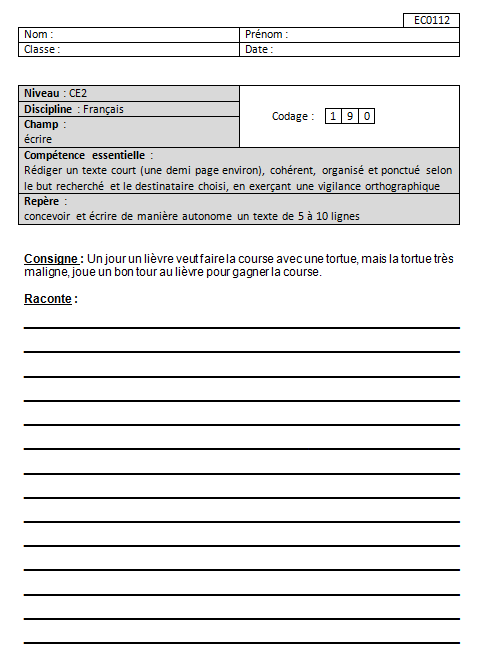 EC0112
Nom : Prénom :
Classe : Date :
Niveau : CE2
Discipline : Français
Champ :
écrire
Codage : 1 9 0
Compétence essentielle :
Rédiger un texte court (une demi page environ), cohérent, organisé et ponctué selon
le but recherché et le destinataire choisi, en exerçant une vigilance orthographique
Repère :
concevoir et écrire de manière autonome un texte de 5 à 10 lignes
Consigne : Un jour un lièvre veut faire la course avec une tortue, mais la tortue très
maligne, joue un bon tour au lièvre pour gagner la course.
Raconte :